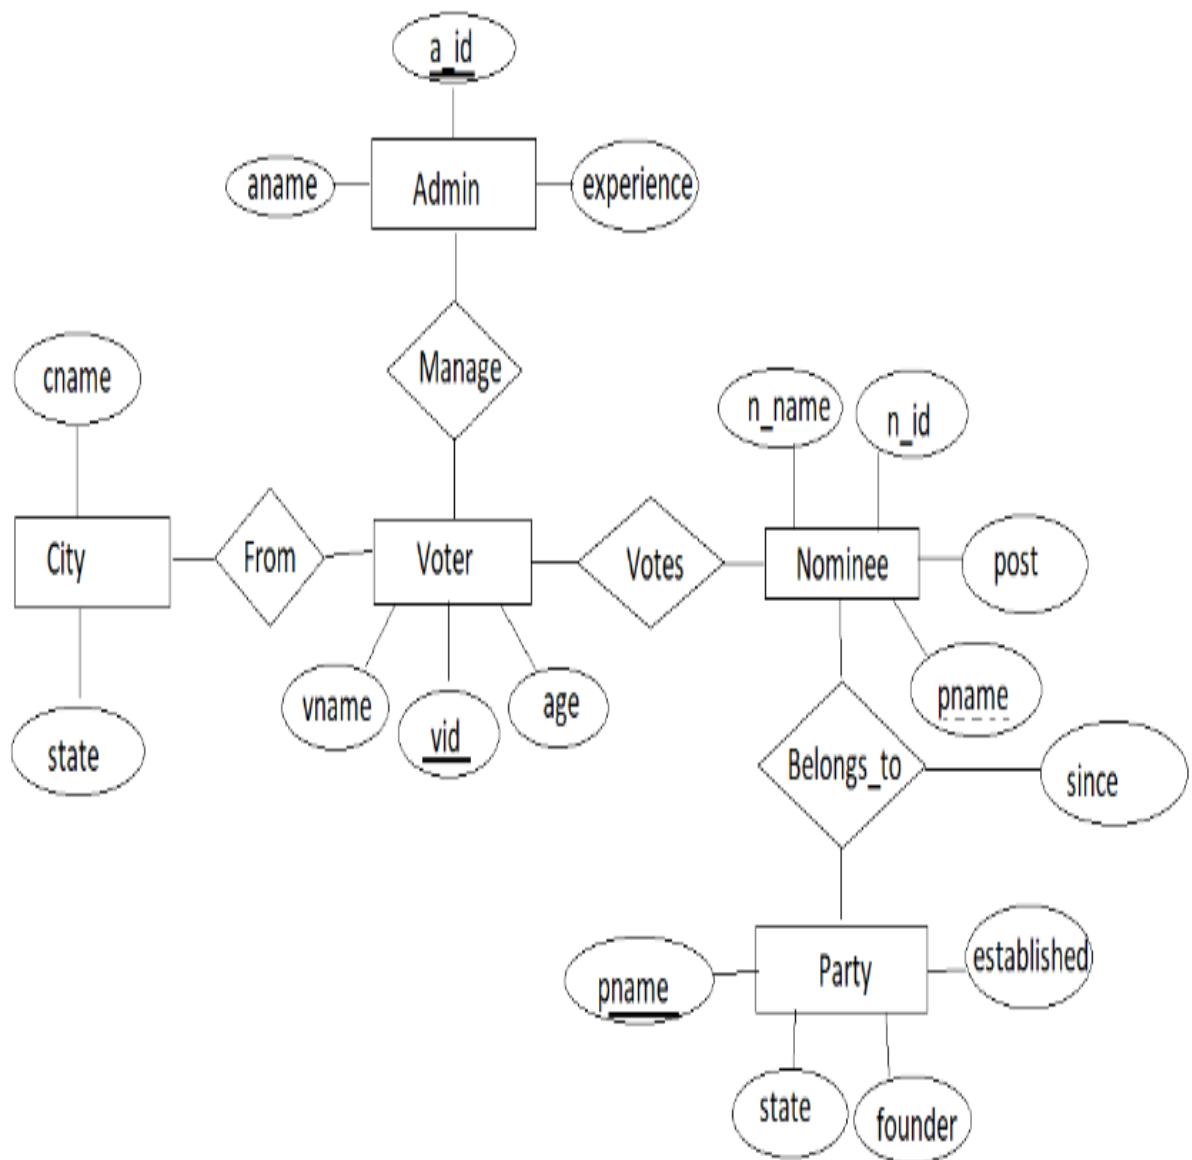 a_id
aname
Admin
experience
Manage
cname
n_name
n_id
City
From
Voter
Votes
Nominee
post
vname
vid
age
pname
state
Belongs_to
since
pname
Party
established
state
founder